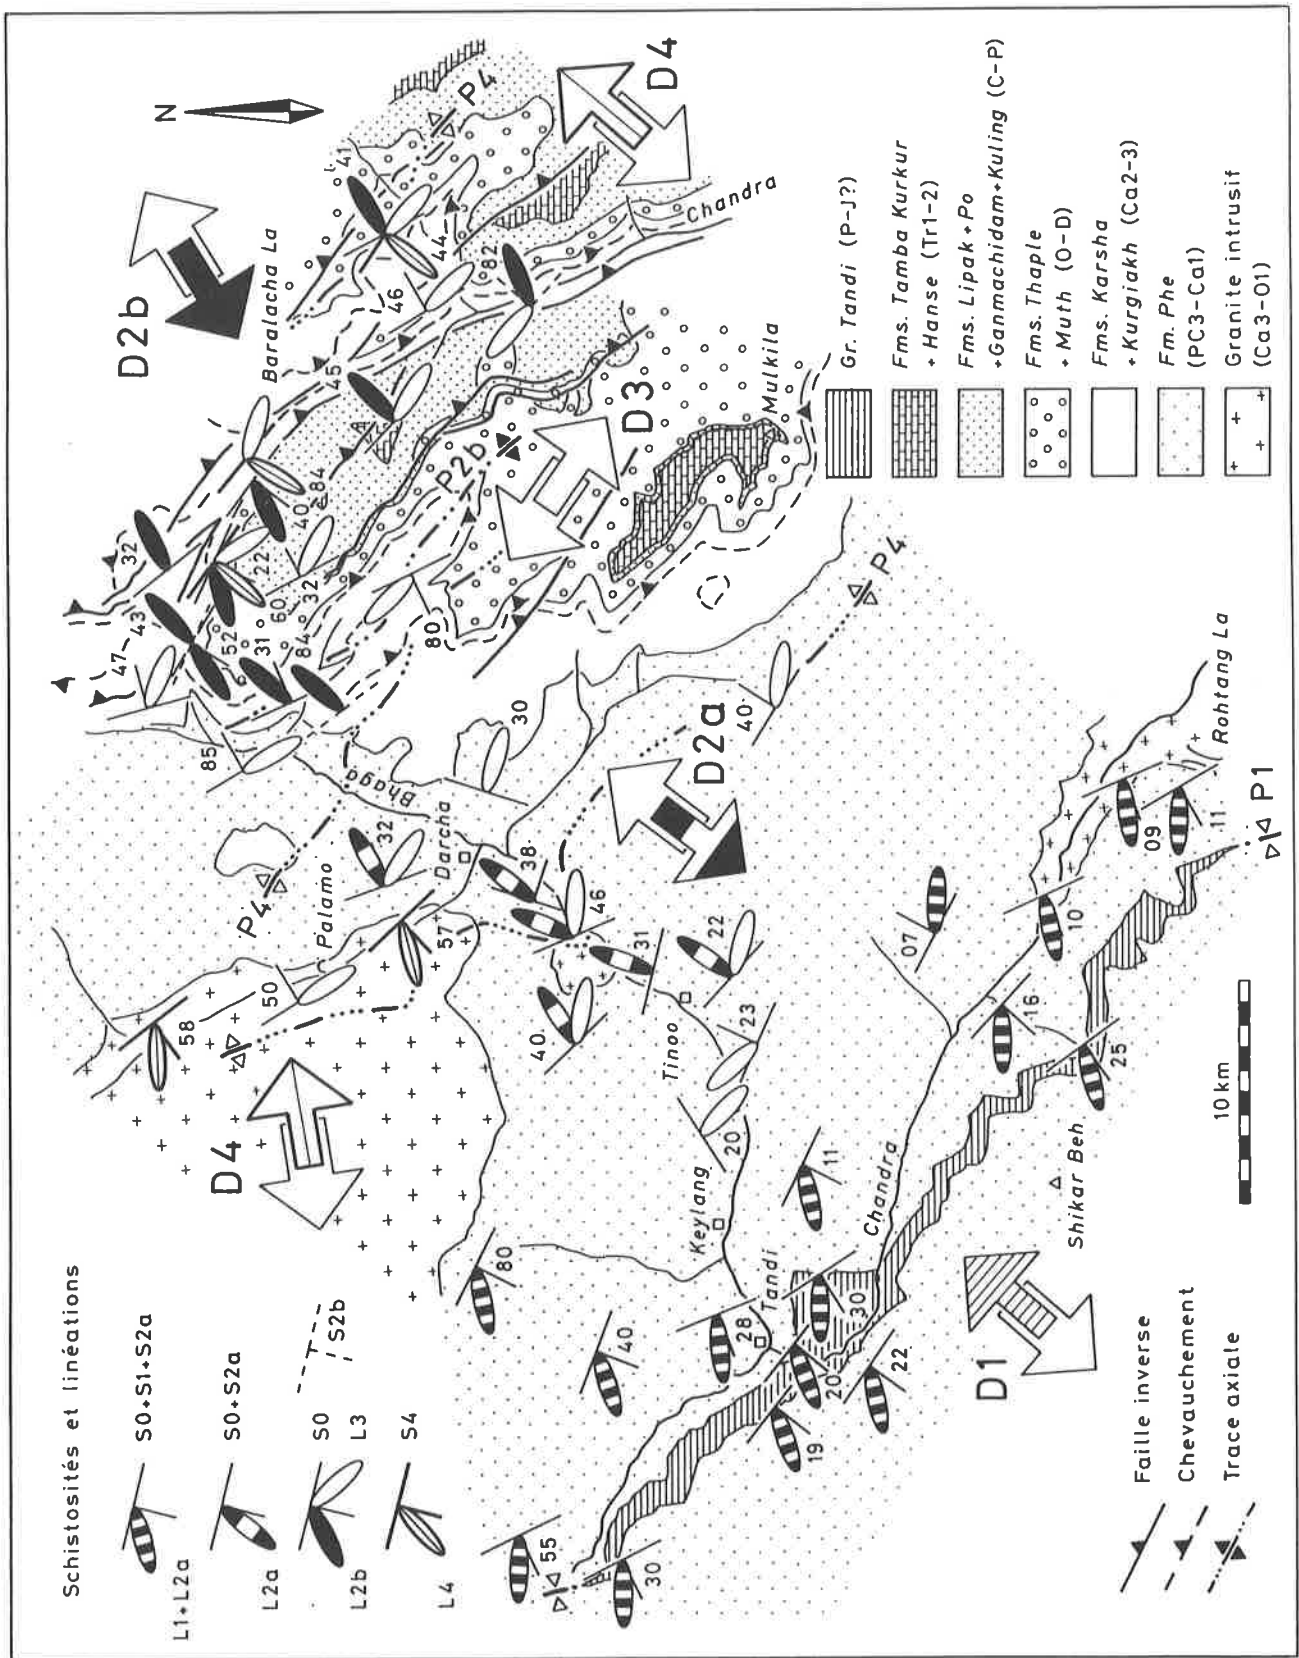 Schistosités et linéations
S0+S1+S2a
L1+L2a
S0+S2a
L2a
S0
S2b
L3
L2b
S4
L4
N
D2b
D4
D4
D3
D2a
D1
P4
P4
P4
P2b
P1
Baralacha La
Chandra
Mulkila
Bhaga
Darcha
Palamo
Tinoo
Keylang
Tandi
Chandra
Shikar Beh
Rohtang La
41
44
82
46
45
84
40
22
32
60
32
43
47
52
31
84
80
85
30
32
38
46
57
50
58
40
31
22
40
23
20
07
11
09
11
10
16
25
80
40
28
30
20
22
19
55
30
10 km
Faille inverse
Chevauchement
Trace axiale
Gr. Tandi (P-J?)
Fms. Tamba Kurkur
+ Hanse (Tr1-2)
Fms. Lipak+Po
+Ganmachidam+Kuling (C-P)
Fms. Thaple
+ Muth (O-D)
Fms. Karsha
+ Kurgiakh (Ca2-3)
Fm. Phe
(PC3-Ca1)
Granite intrusif
(Ca3-O1)